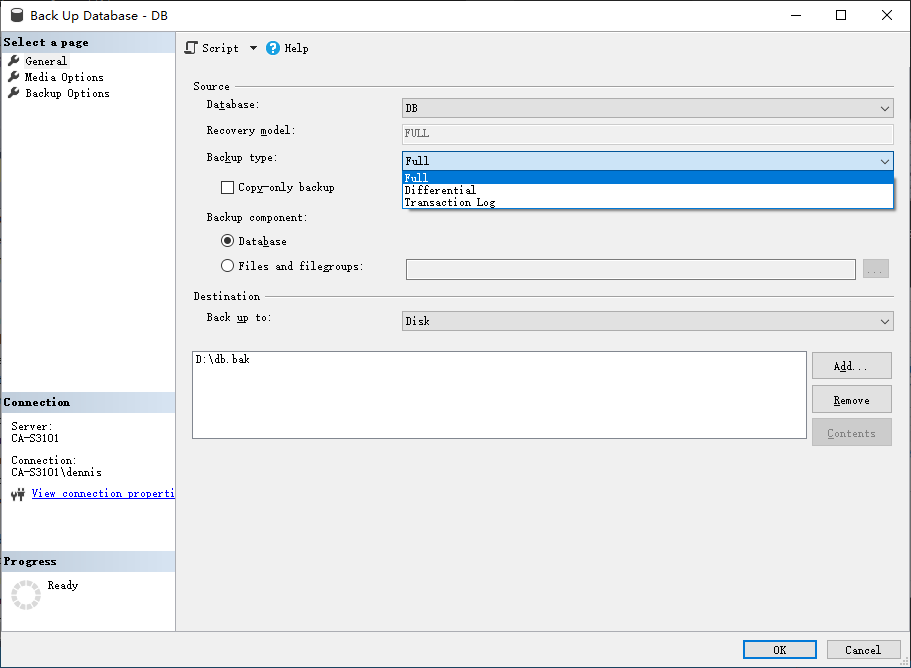 Back Up Database - DB
Select a page
General
Media Options
Backup Options
Script
Help
Source
Database:
DB
Recovery model:
FULL
Backup type:
Full
Full
Differential
Transaction Log
Copy-only backup
Backup component:
Database
Files and filegroups:
...
Destination
Back up to:
Disk
D:\db.bak
Add...
Remove
Contents
Connection
Server:
CA-S3101
Connection:
CA-S3101\dennis
View connection properti
Progress
Ready
OK
Cancel